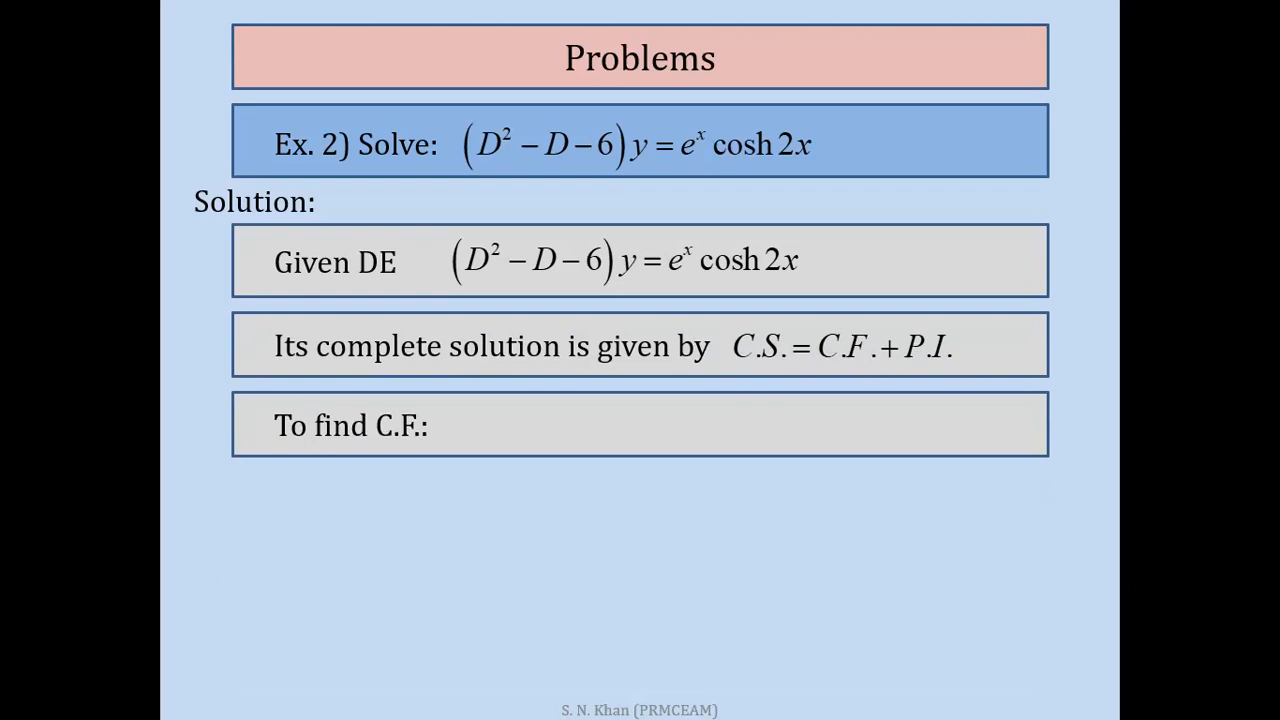 Problems
Ex. 2) Solve: (D² − D − 6) y = eˣ cosh 2x
Solution:
Given DE (D² − D − 6) y = eˣ cosh 2x
Its complete solution is given by C.S. = C.F. + P.I.
To find C.F.:
S. N. Khan (PRMCEAM)